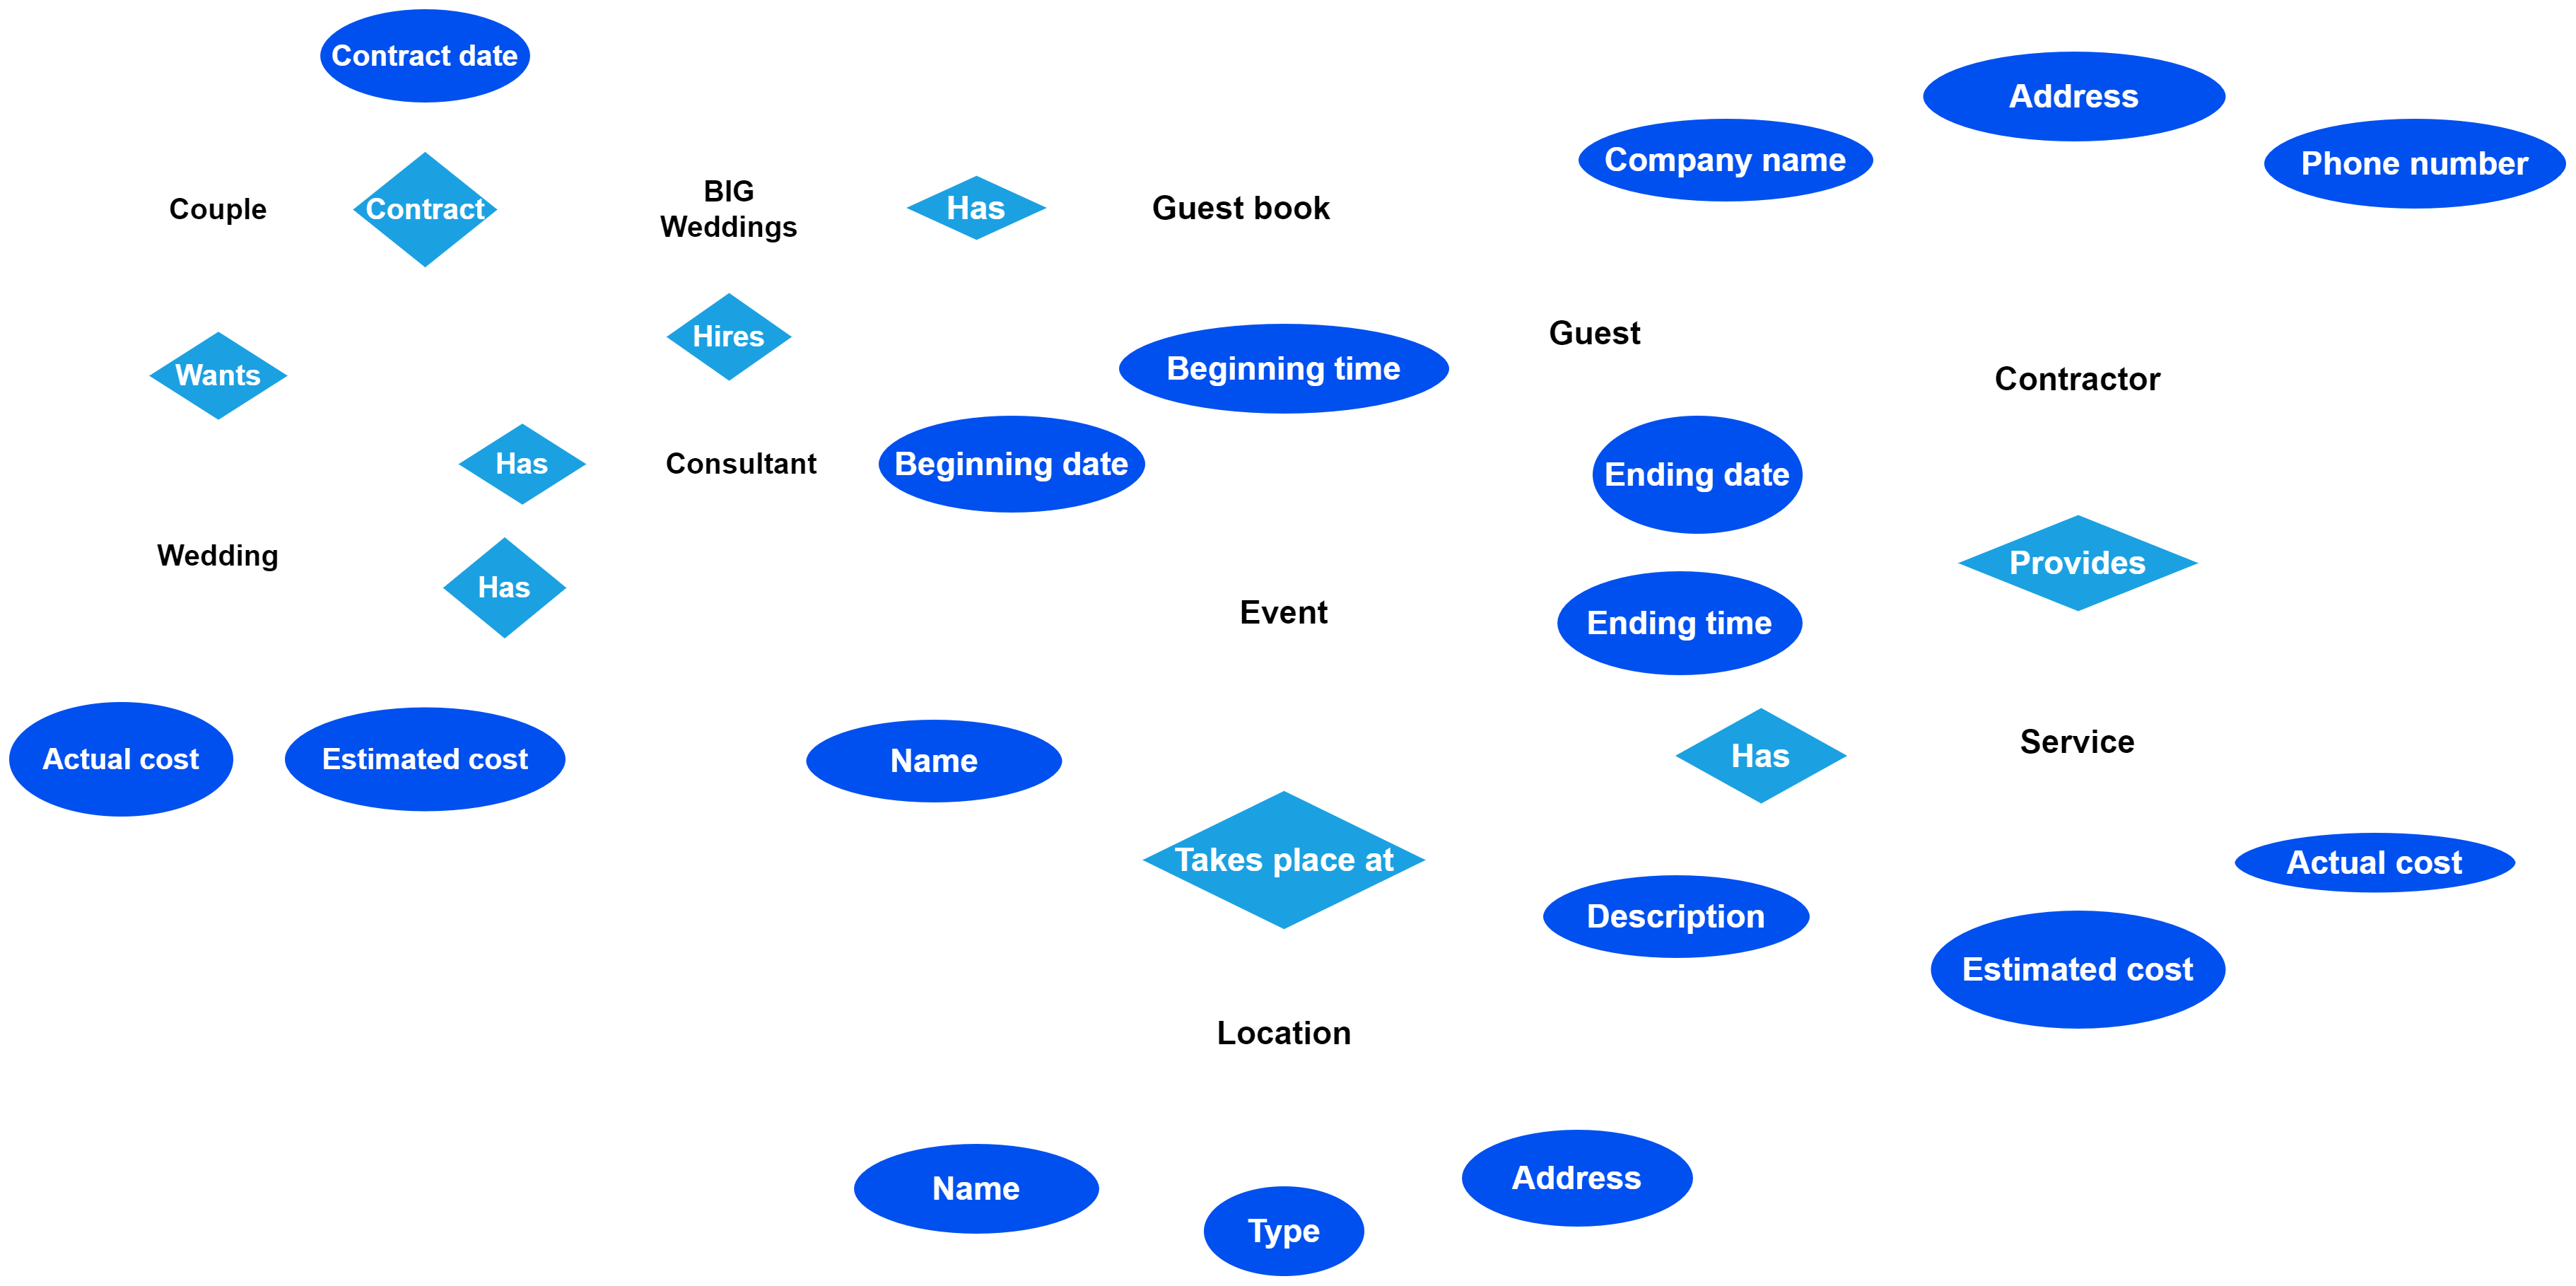 Contract date
Address
Company name
Phone number
Couple
Contract
BIG
Weddings
Has
Guest book
Hires
Guest
Beginning time
Wants
Contractor
Has
Consultant
Beginning date
Ending date
Wedding
Provides
Has
Event
Ending time
Service
Has
Actual cost
Estimated cost
Name
Takes place at
Actual cost
Description
Estimated cost
Location
Address
Name
Type